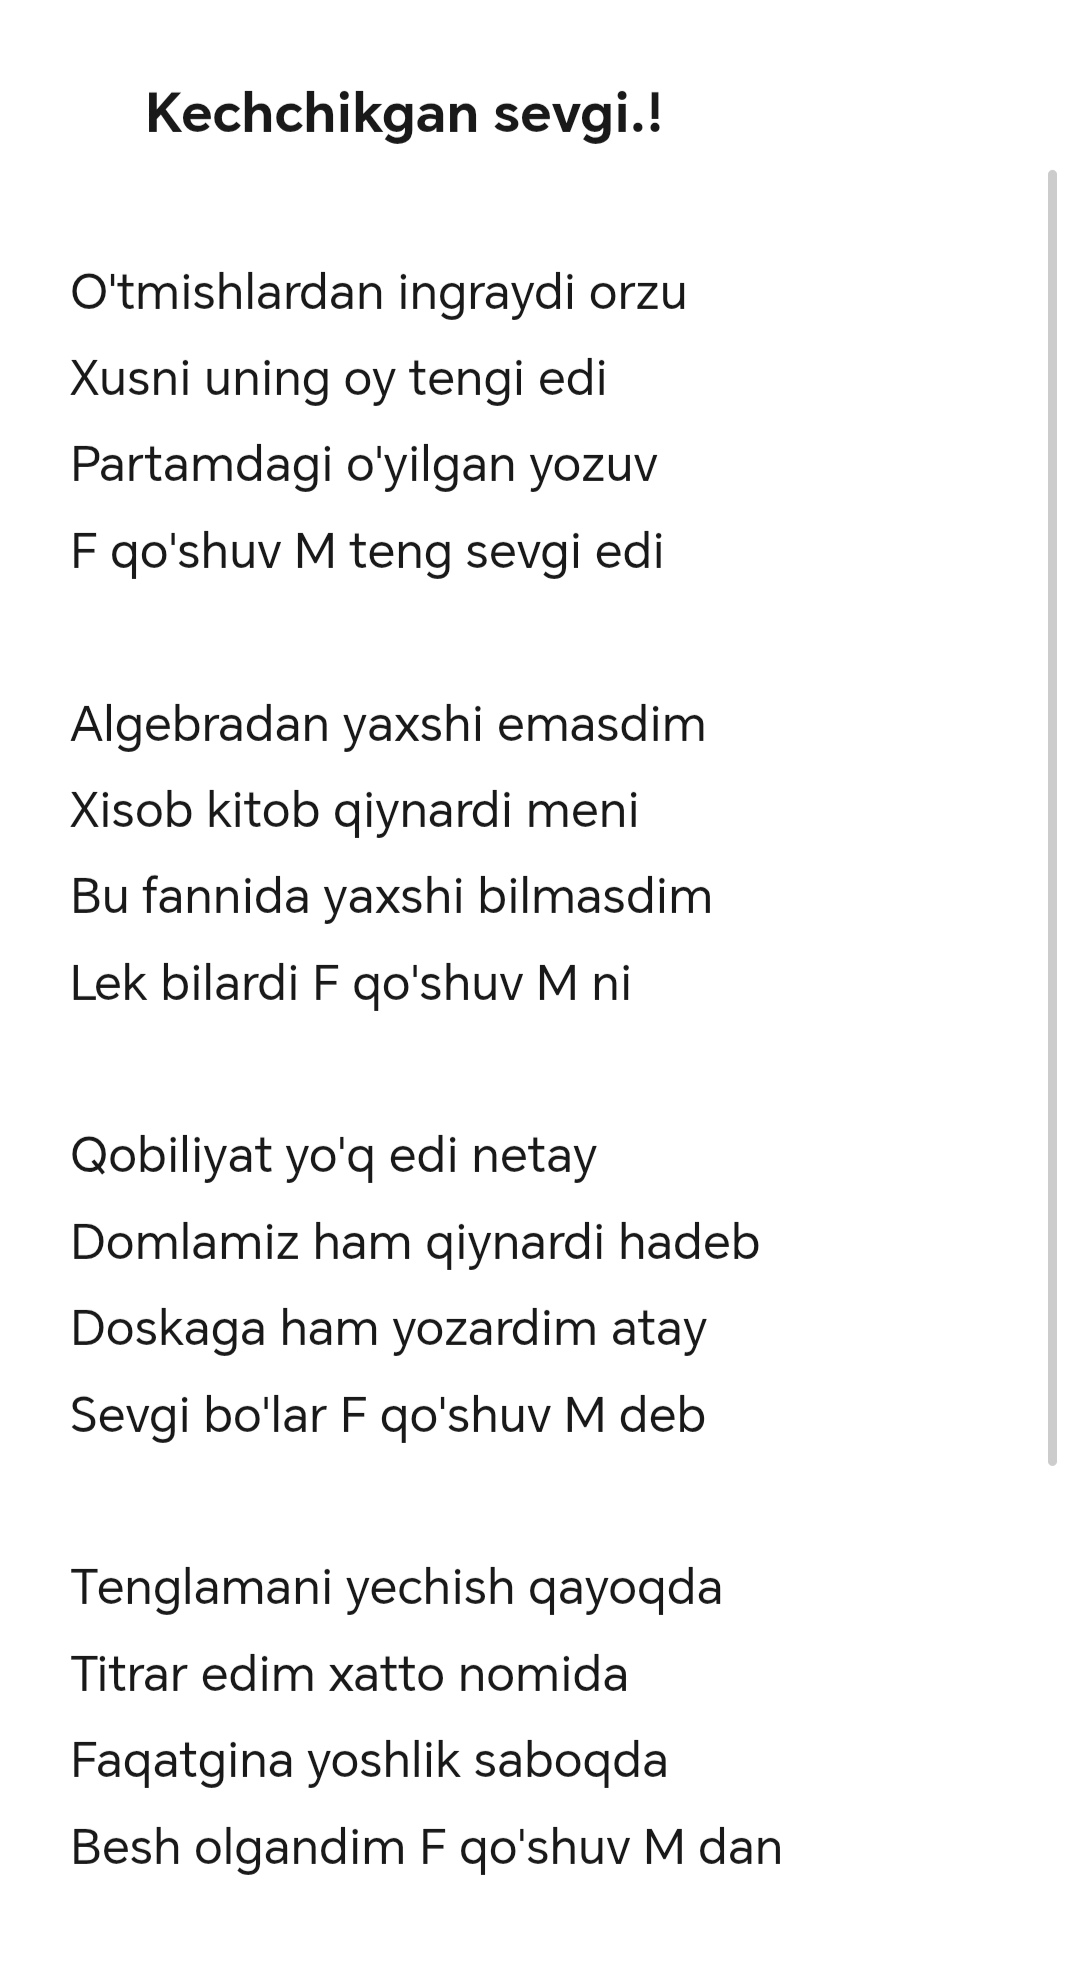 Kechchikgan sevgi.!
O'tmishlardan ingraydi orzu
Xusni uning oy tengi edi
Partamdagi o'yilgan yozuv
F qo'shuv M teng sevgi edi
Algebradan yaxshi emasdim
Xisob kitob qiynardi meni
Bu fannida yaxshi bilmasdim
Lek bilardi F qo'shuv M ni
Qobiliyat yo'q edi netay
Domlamiz ham qiynardi hadeb
Doskaga ham yozardim atay
Sevgi bo'lar F qo'shuv M deb
Tenglamani yechish qayoqda
Titrar edim xatto nomida
Faqatgina yoshlik saboqda
Besh olgandim F qo'shuv M dan